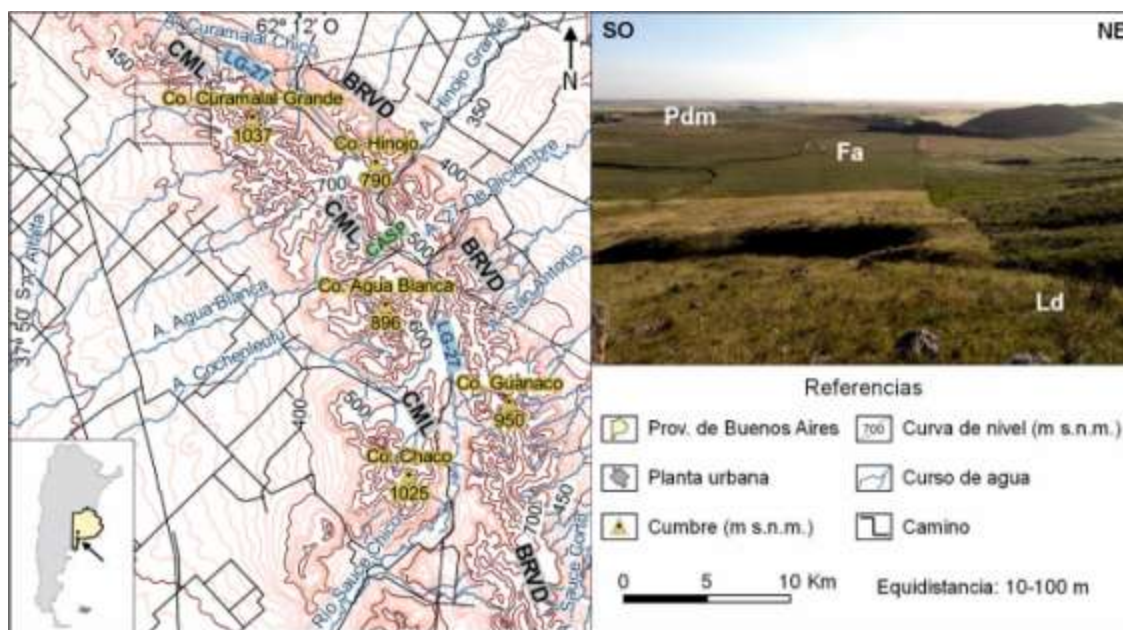 62° 12' O
Curamalal Chico
450
CML
LG-27
BRVD
A. Hinojo Grande
N
350
Co. Curamalal Grande
1037
Co. Hinojo
790
400
700
A. 27 De Diciembre
CML
CASP
500
BRVD
37° 50' S
A. Alfalfa
A. Agua Blanca
Co. Agua Blanca
896
600
A. San Antonio
LG-27
A. Cochenleufu
Co. Guanaco
950
400
500
CML
Co. Chaco
1025
450
700
Río Sauce Chico
BRVD
Sauce Corto
SO
NE
Pdm
Fa
Ld
Referencias
Prov. de Buenos Aires
700
Curva de nivel (m s.n.m.)
Planta urbana
Curso de agua
Cumbre (m s.n.m.)
Camino
0 5 10 Km
Equidistancia: 10-100 m